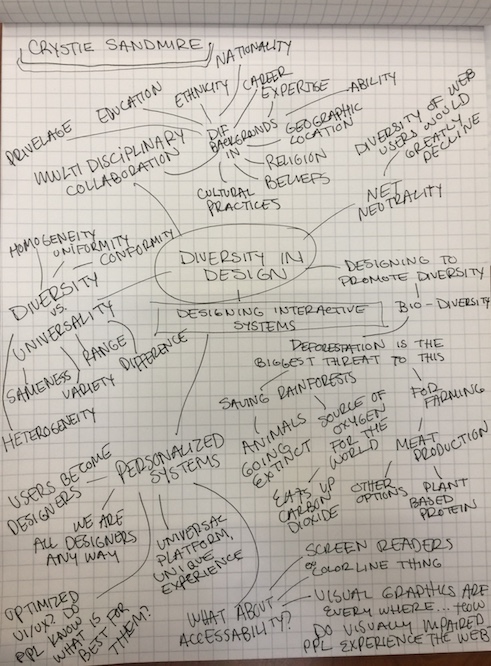 CRYSTIE SANDMIRE
NATIONALITY
CAREER
ETHNICITY
EXPERTISE
EDUCATION
ABILITY
PRIVELAGE
DIF
BACKGROUNDS
IN
GEOGRAPHIC
LOCATION
MULTI DISCIPLINARY
COLLABORATION
RELIGION
BELIEFS
CULTURAL
PRACTICES
DIVERSITY OF WEB
USERS WOULD
GREATLY
DECLINE
NET
NEUTRALITY
HOMOGENEITY
UNIFORMITY
CONFORMITY
DIVERSITY IN
DESIGN
DESIGNING TO
PROMOTE DIVERSITY
DIVERSITY
VS.
UNIVERSALITY
DESIGNING INTERACTIVE
SYSTEMS
BIO-DIVERSITY
RANGE
DIFFERENCE
SAMENESS
VARIETY
HETEROGENEITY
DEFORESTATION IS THE
BIGGEST THREAT TO THIS
SAVING RAINFORESTS
FOR
FARMING
ANIMALS
GOING
EXTINCT
SOURCE OF
OXYGEN
FOR THE
WORLD
MEAT
PRODUCTION
EATS UP
CARBON
DIOXIDE
OTHER
OPTIONS
PLANT
BASED
PROTEIN
PERSONALIZED
SYSTEMS
USERS BECOME
DESIGNERS
WE ARE
ALL DESIGNERS
ANY WAY
UNIVERSAL
PLATFORM,
UNIQUE
EXPERIENCE
OPTIMIZED
UI/UX? DO
PPL KNOW
WHAT IS
BEST FOR
THEM?
WHAT ABOUT
ACCESSABILITY?
SCREEN READERS
COLOR LINE THING
VISUAL GRAPHICS ARE
EVERY WHERE... HOW
DO VISUALLY IMPAIRED
PPL EXPERIENCE THE WEB